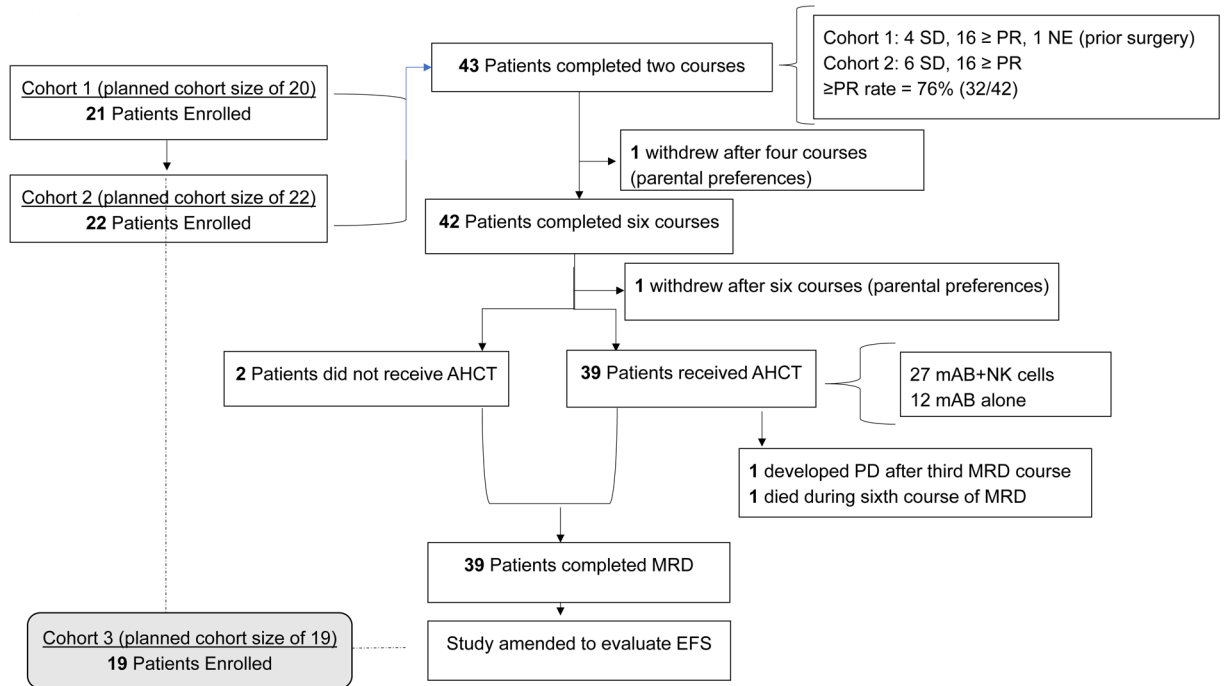 Cohort 1 (planned cohort size of 20)
21 Patients Enrolled
Cohort 2 (planned cohort size of 22)
22 Patients Enrolled
43 Patients completed two courses
Cohort 1: 4 SD, 16 ≥ PR, 1 NE (prior surgery)
Cohort 2: 6 SD, 16 ≥ PR
≥PR rate = 76% (32/42)
1 withdrew after four courses
(parental preferences)
42 Patients completed six courses
1 withdrew after six courses (parental preferences)
2 Patients did not receive AHCT
39 Patients received AHCT
27 mAB+NK cells
12 mAB alone
1 developed PD after third MRD course
1 died during sixth course of MRD
39 Patients completed MRD
Cohort 3 (planned cohort size of 19)
19 Patients Enrolled
Study amended to evaluate EFS